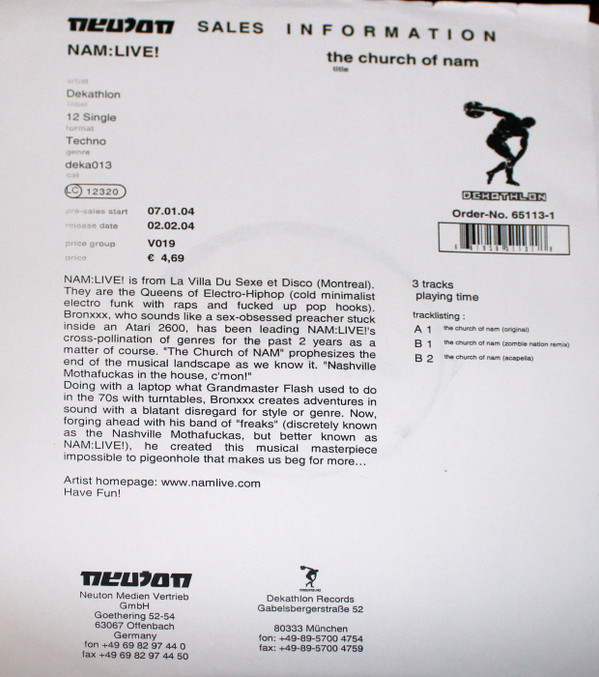 neuton SALES INFORMATION
NAM:LIVE!
the church of nam
title
artist
Dekathlon
label
12 Single
format
Techno
genre
deka013
cat
LC 12320
pre-sales start 07.01.04
release date 02.02.04
price group V019
price € 4,69
DEKATHLON
Order-No. 65113-1
NAM:LIVE! is from La Villa Du Sexe et Disco (Montreal).
They are the Queens of Electro-Hiphop (cold minimalist
electro funk with raps and fucked up pop hooks).
Bronxxx, who sounds like a sex-obsessed preacher stuck
inside an Atari 2600, has been leading NAM:LIVE!'s
cross-pollination of genres for the past 2 years as a
matter of course. "The Church of NAM" prophesizes the
end of the musical landscape as we know it. "Nashville
Mothafuckas in the house, c'mon!"
Doing with a laptop what Grandmaster Flash used to do
in the 70s with turntables, Bronxxx creates adventures in
sound with a blatant disregard for style or genre. Now,
forging ahead with his band of "freaks" (discretely known
as the Nashville Mothafuckas, but better known as
NAM:LIVE!), he created this musical masterpiece
impossible to pigeonhole that makes us beg for more...
Artist homepage: www.namlive.com
Have Fun!
3 tracks
playing time
tracklisting :
A 1 the church of nam (original)
B 1 the church of nam (zombie nation remix)
B 2 the church of nam (acapella)
neuton
Neuton Medien Vertrieb
GmbH
Goethering 52-54
63067 Offenbach
Germany
fon +49 69 82 97 44 0
fax +49 69 82 97 44 50
Dekathlon Records
Gabelsbergerstraße 52
80333 München
fon: +49-89-5700 4754
fax: +49-89-5700 4759